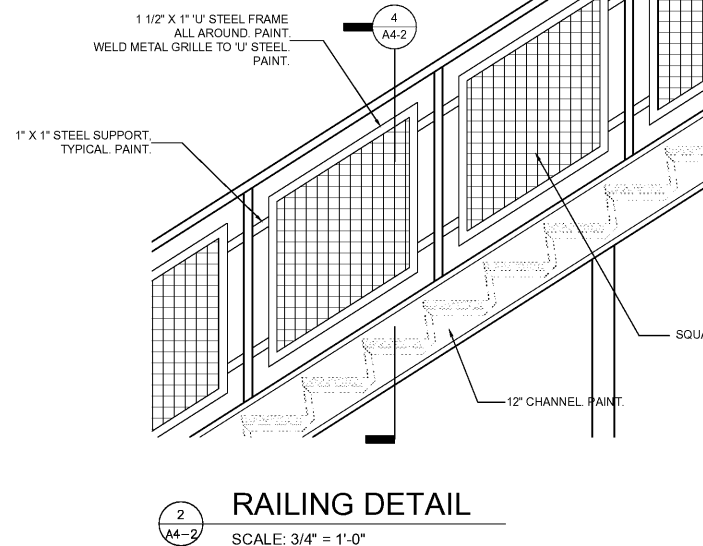 4
A4-2
1 1/2" X 1" 'U' STEEL FRAME
ALL AROUND. PAINT.
WELD METAL GRILLE TO 'U' STEEL.
PAINT.
1" X 1" STEEL SUPPORT,
TYPICAL. PAINT.
SQUA
12" CHANNEL. PAINT.
2
A4-2
RAILING DETAIL
SCALE: 3/4" = 1'-0"